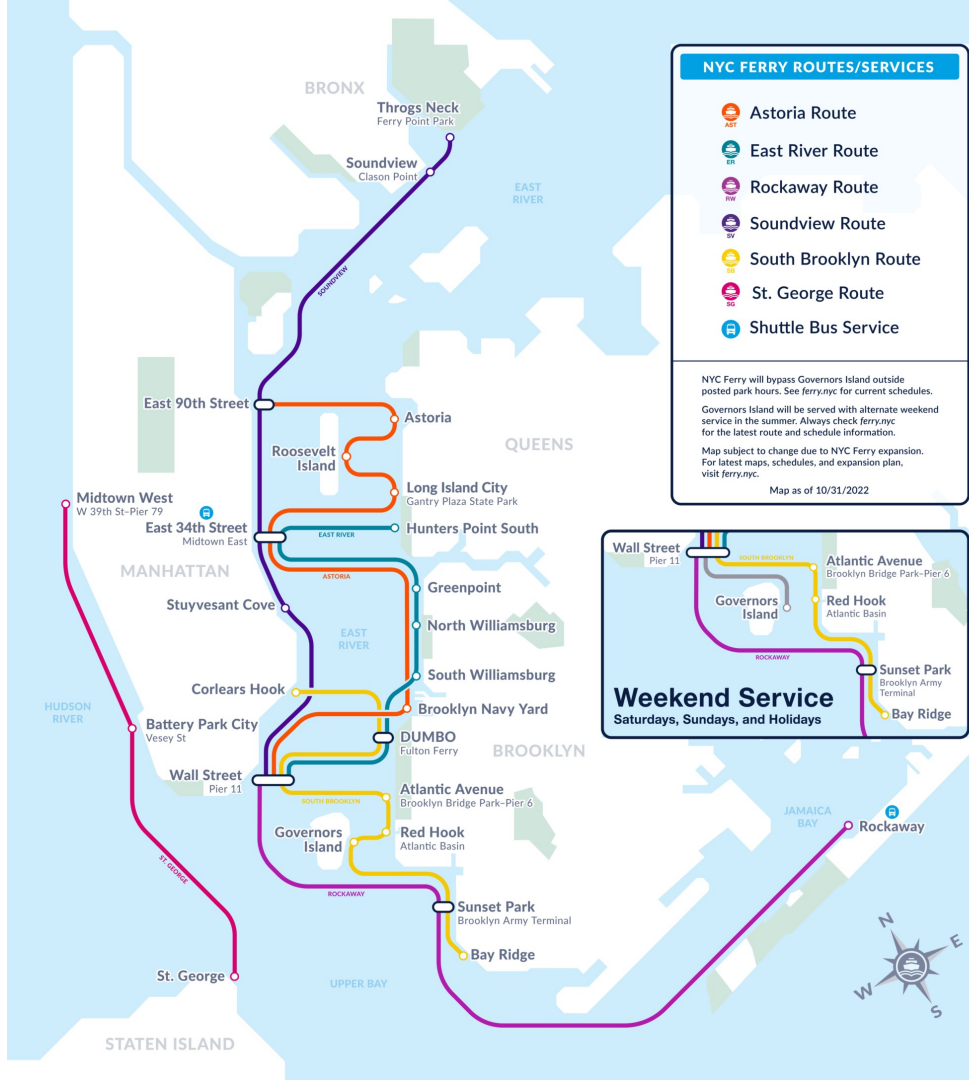 NYC FERRY ROUTES/SERVICES
AST
Astoria Route
ER
East River Route
RW
Rockaway Route
SV
Soundview Route
SB
South Brooklyn Route
SG
St. George Route
Shuttle Bus Service
NYC Ferry will bypass Governors Island outside
posted park hours. See ferry.nyc for current schedules.
Governors Island will be served with alternate weekend
service in the summer. Always check ferry.nyc
for the latest route and schedule information.
Map subject to change due to NYC Ferry expansion.
For latest maps, schedules, and expansion plan,
visit ferry.nyc.
Map as of 10/31/2022
BRONX
Throgs Neck
Ferry Point Park
Soundview
Clason Point
EAST
RIVER
SOUNDVIEW
East 90th Street
Astoria
Roosevelt
Island
QUEENS
Long Island City
Gantry Plaza State Park
Midtown West
W 39th St–Pier 79
East 34th Street
Midtown East
EAST RIVER
Hunters Point South
MANHATTAN
ASTORIA
Greenpoint
Stuyvesant Cove
EAST
RIVER
North Williamsburg
South Williamsburg
Corlears Hook
HUDSON
RIVER
Brooklyn Navy Yard
Battery Park City
Vesey St
DUMBO
Fulton Ferry
BROOKLYN
Wall Street
Pier 11
SOUTH BROOKLYN
Atlantic Avenue
Brooklyn Bridge Park–Pier 6
Governors
Island
Red Hook
Atlantic Basin
JAMAICA
BAY
Rockaway
ST. GEORGE
ROCKAWAY
Sunset Park
Brooklyn Army Terminal
Bay Ridge
St. George
UPPER BAY
STATEN ISLAND
N
E
W
S
Wall Street
Pier 11
SOUTH BROOKLYN
Atlantic Avenue
Brooklyn Bridge Park–Pier 6
Governors
Island
Red Hook
Atlantic Basin
ROCKAWAY
Sunset Park
Brooklyn Army
Terminal
Bay Ridge
Weekend Service
Saturdays, Sundays, and Holidays